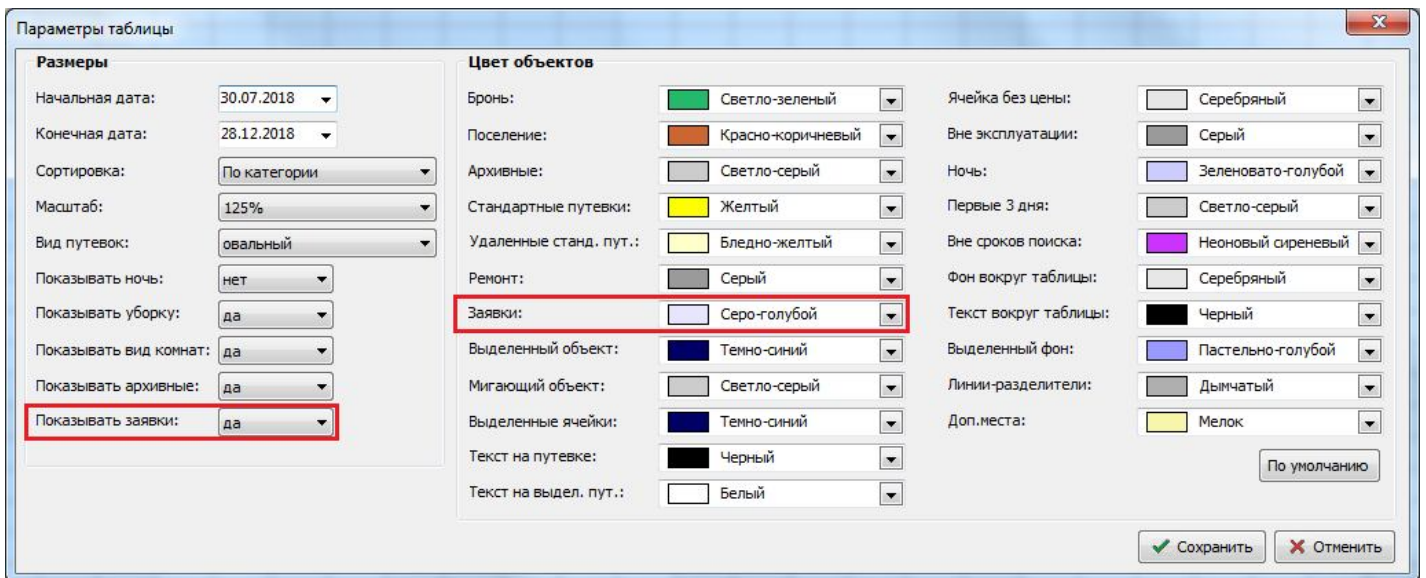 Параметры таблицы
Размеры
Начальная дата: 30.07.2018
Конечная дата: 28.12.2018
Сортировка: По категории
Масштаб: 125%
Вид путевок: овальный
Показывать ночь: нет
Показывать уборку: да
Показывать вид комнат: да
Показывать архивные: да
Показывать заявки: да
Цвет объектов
Бронь: Светло-зеленый
Поселение: Красно-коричневый
Архивные: Светло-серый
Стандартные путевки: Желтый
Удаленные станд. пут.: Бледно-желтый
Ремонт: Серый
Заявки: Серо-голубой
Выделенный объект: Темно-синий
Мигающий объект: Светло-серый
Выделенные ячейки: Темно-синий
Текст на путевке: Черный
Текст на выдел. пут.: Белый
Ячейка без цены: Серебряный
Вне эксплуатации: Серый
Ночь: Зеленовато-голубой
Первые 3 дня: Светло-серый
Вне сроков поиска: Неоновый сиреневый
Фон вокруг таблицы: Серебряный
Текст вокруг таблицы: Черный
Выделенный фон: Пастельно-голубой
Линии-разделители: Дымчатый
Доп.места: Мелок
По умолчанию
Сохранить Отменить